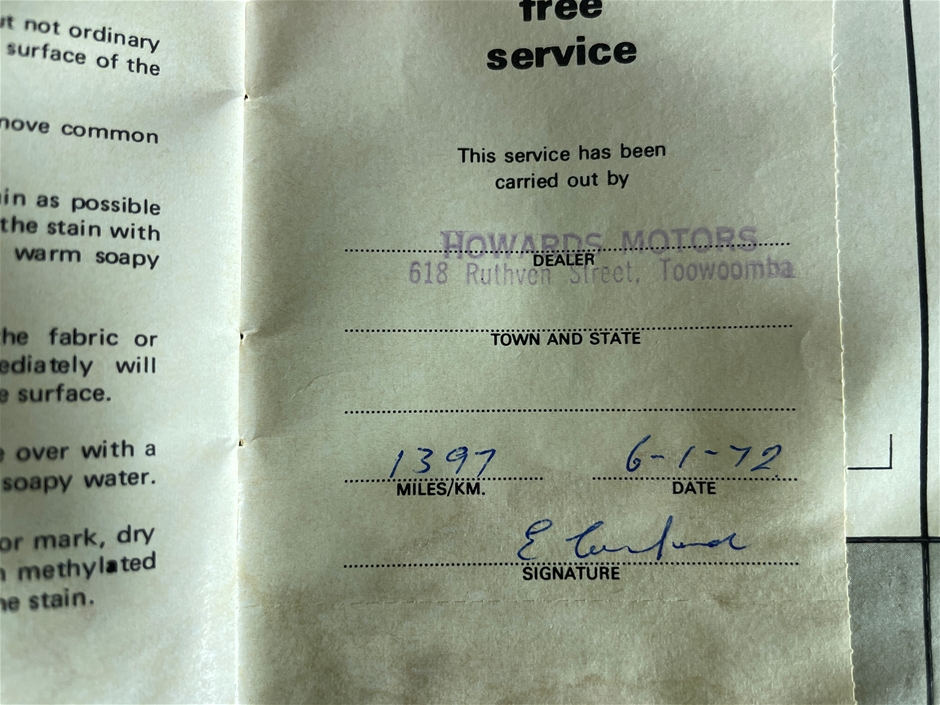 ut not ordinary
surface of the
move common
in as possible
the stain with
warm soapy
he fabric or
ediately will
e surface.
e over with a
soapy water.
or mark, dry
n methylated
he stain.
free
service
This service has been
carried out by
HOWARDS MOTORS
DEALER
618 Ruthven Street, Toowoomba
TOWN AND STATE
1397 6-1-72
MILES/KM. DATE
E
SIGNATURE